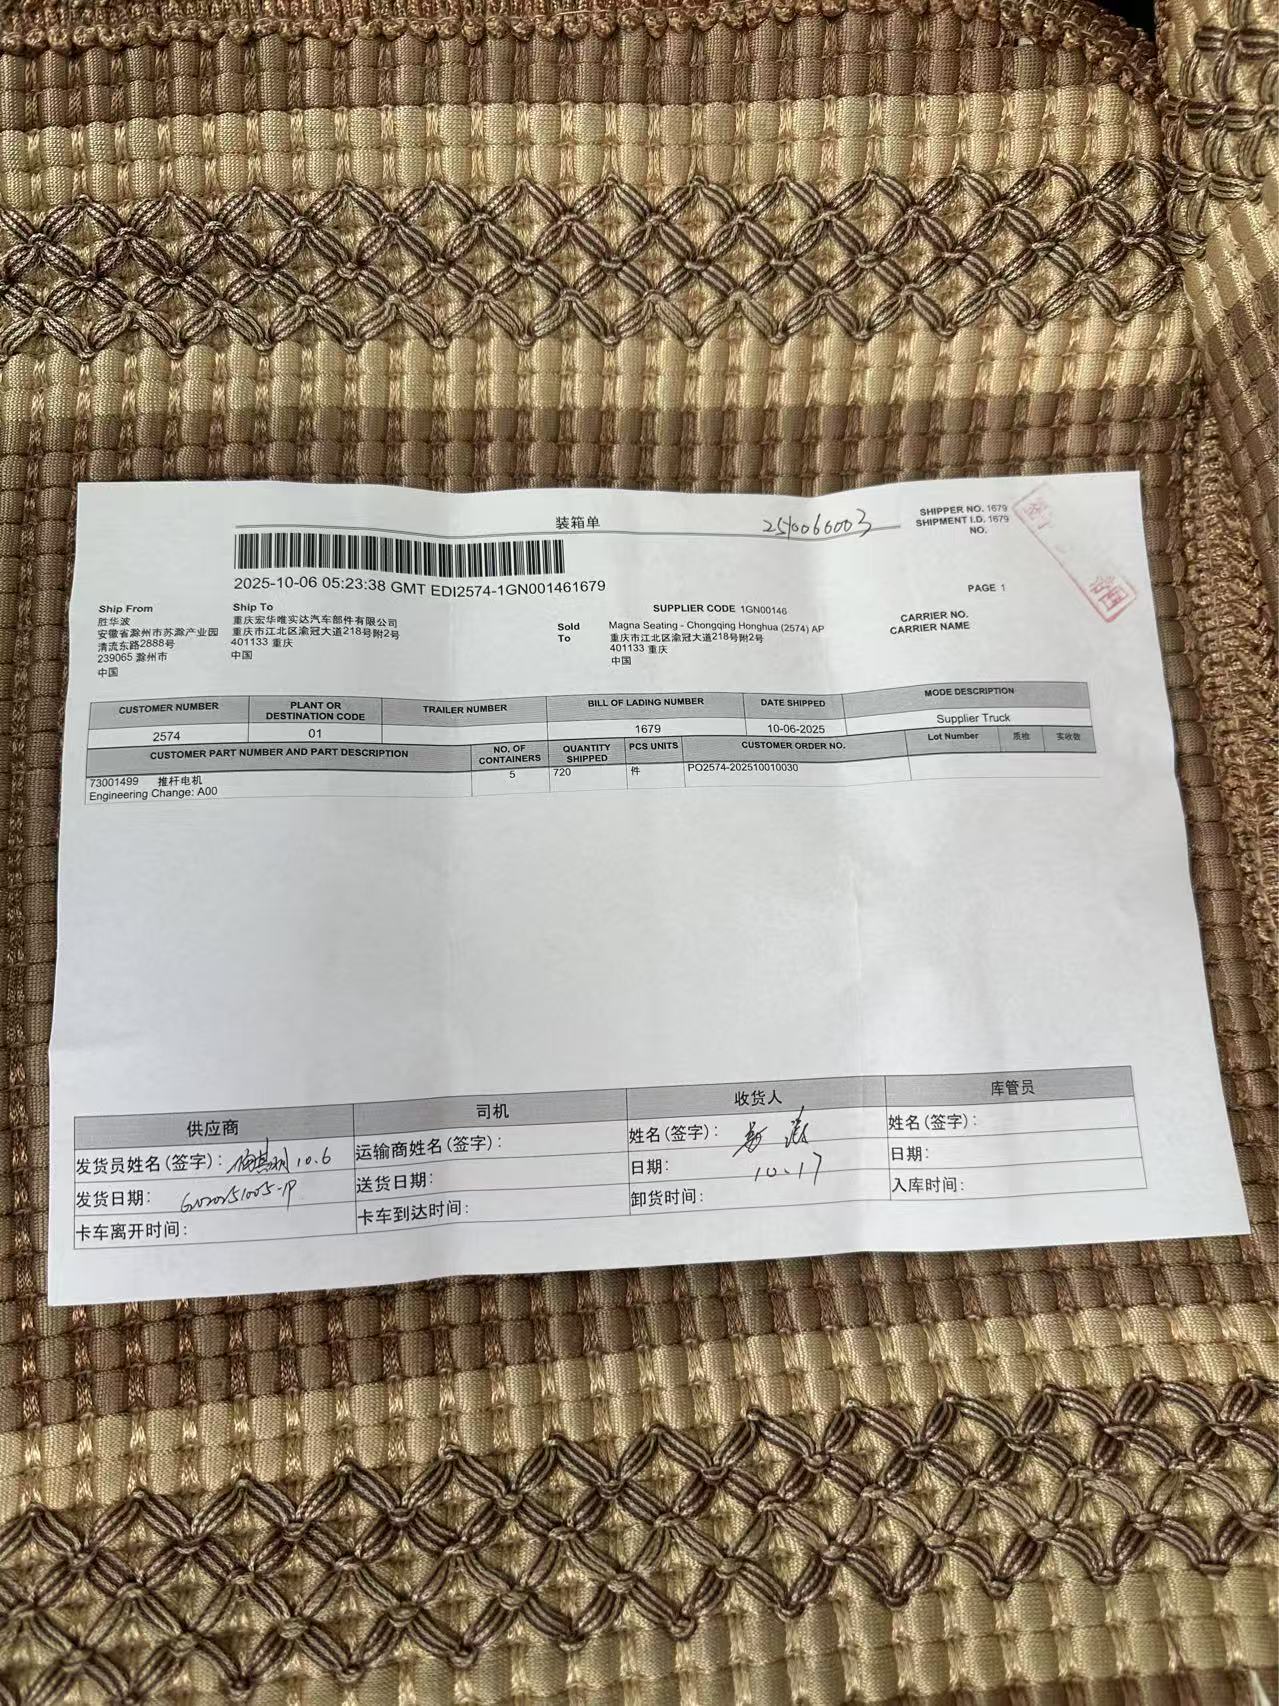 装箱单
2510060003
SHIPPER NO. 1679
SHIPMENT I.D. 1679
NO.
2025-10-06 05:23:38 GMT EDI2574-1GN001461679
PAGE 1
Ship From
胜华波
安徽省滁州市苏滁产业园
清流东路2888号
239065 滁州市
中国
Ship To
重庆宏华唯实达汽车部件有限公司
重庆市江北区渝冠大道218号附2号
401133 重庆
中国
SUPPLIER CODE 1GN00146
Sold To
Magna Seating - Chongqing Honghua (2574) AP
重庆市江北区渝冠大道218号附2号
401133 重庆
中国
CARRIER NO.
CARRIER NAME
CUSTOMER NUMBER PLANT OR DESTINATION CODE TRAILER NUMBER BILL OF LADING NUMBER DATE SHIPPED MODE DESCRIPTION
2574 01 1679 10-06-2025 Supplier Truck
CUSTOMER PART NUMBER AND PART DESCRIPTION NO. OF CONTAINERS QUANTITY SHIPPED PCS UNITS CUSTOMER ORDER NO. Lot Number 质检 实收数
73001499 推杆电机 5 720 件 PO2574-202510010030
Engineering Change: A00
供应商 司机 收货人 库管员
发货员姓名(签字): 10.6 运输商姓名(签字): 姓名(签字): 姓名(签字):
发货日期: 送货日期: 日期: 10.17 日期:
卡车离开时间: 卡车到达时间: 卸货时间: 入库时间: